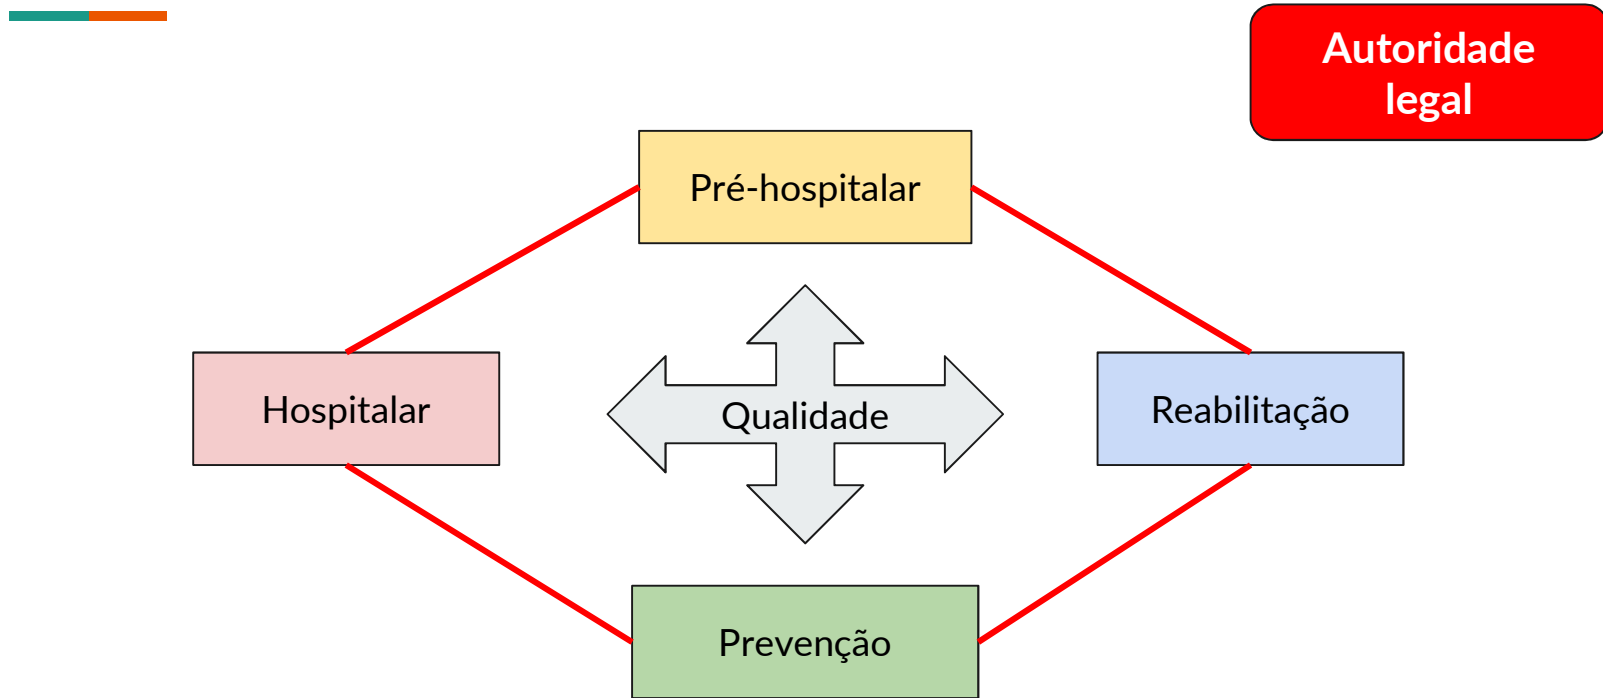 Autoridade
legal
Pré-hospitalar
Hospitalar
Qualidade
Reabilitação
Prevenção